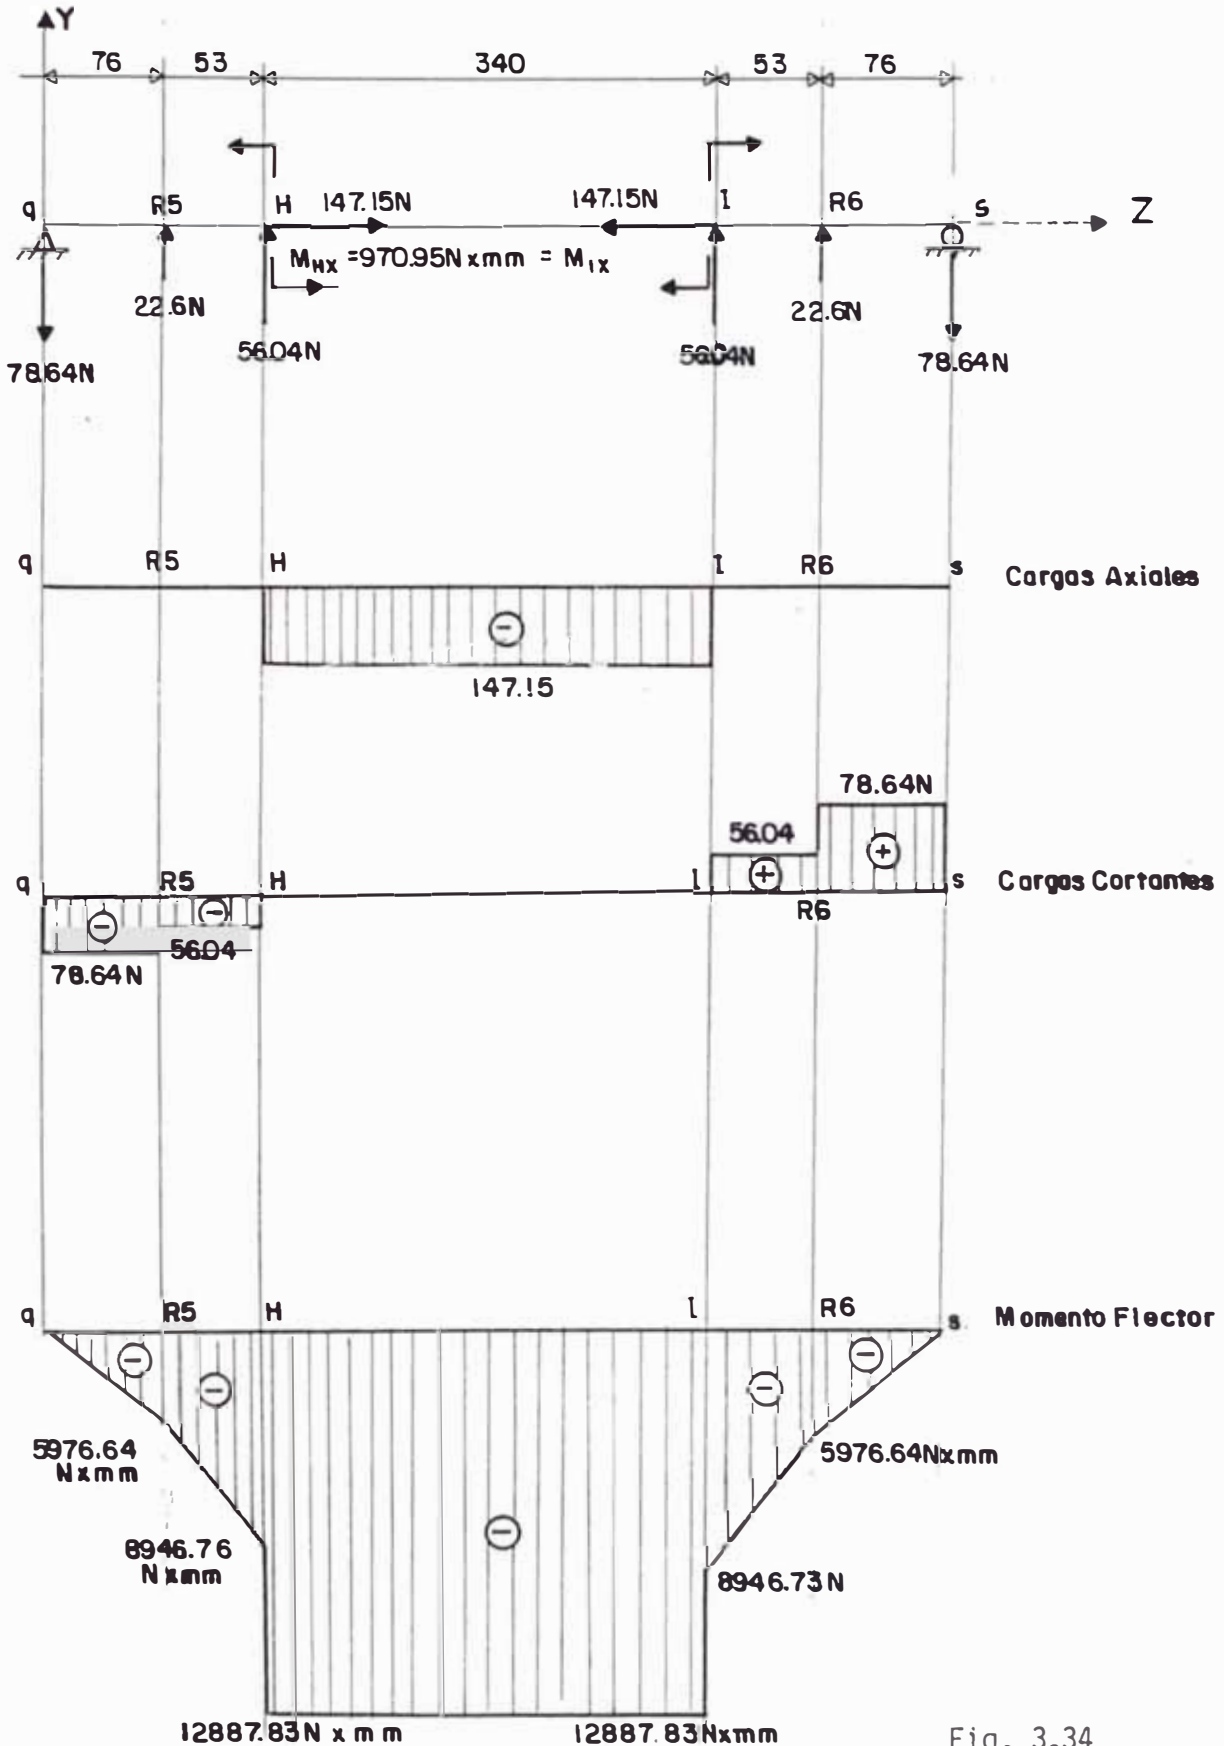 Y
76 53 340 53 76
q R5 H 147.15N 147.15N I R6 s Z
M_HX = 970.95N x mm = M_IX
22.6N 22.6N
56.04N 56.04N
78.64N 78.64N
q R5 H I R6 s Cargas Axiales
-
147.15
78.64N
56.04
+ +
q R5 H I R6 s Cargas Cortantes
- -
56.04
78.64N
q R5 H I R6 s Momento Flector
- - - -
5976.64
Nxmm
5976.64Nxmm
-
8946.76
Nxmm
8946.73N
12887.83N x mm 12887.83Nxmm
Fig. 3.34